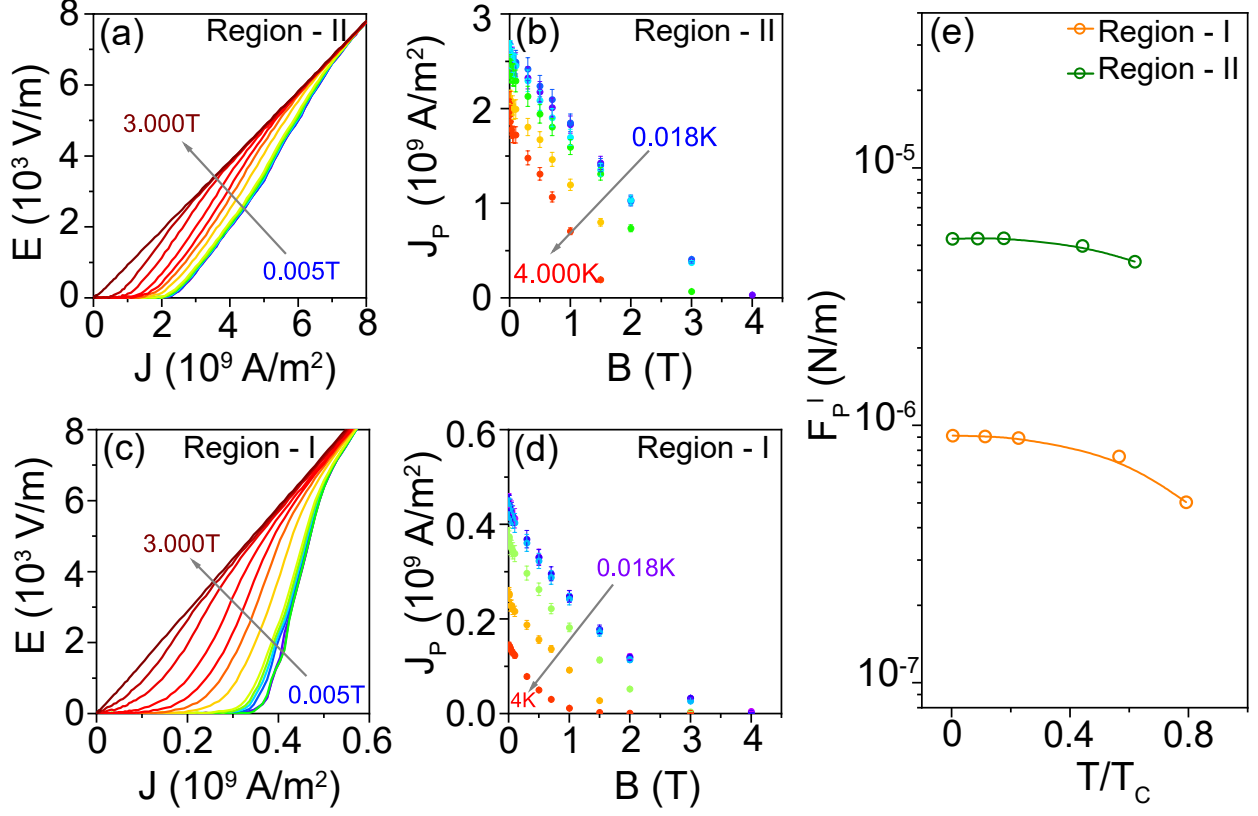 (a) Region - II
E (10³ V/m)
8
6
4
2
0
3.000T
0.005T
0 2 4 6 8
J (10⁹ A/m²)
(b) Region - II
J_P (10⁹ A/m²)
3
2
1
0
0.018K
4.000K
0 1 2 3 4
B (T)
(c) Region - I
E (10³ V/m)
8
6
4
2
0
3.000T
0.005T
0 0.2 0.4 0.6
J (10⁹ A/m²)
(d) Region - I
J_P (10⁹ A/m²)
0.6
0.4
0.2
0.0
0.018K
4K
0 1 2 3 4
B (T)
(e)
Region - I
Region - II
F_P^I (N/m)
10⁻⁵
10⁻⁶
10⁻⁷
0 0.4 0.8
T/T_C